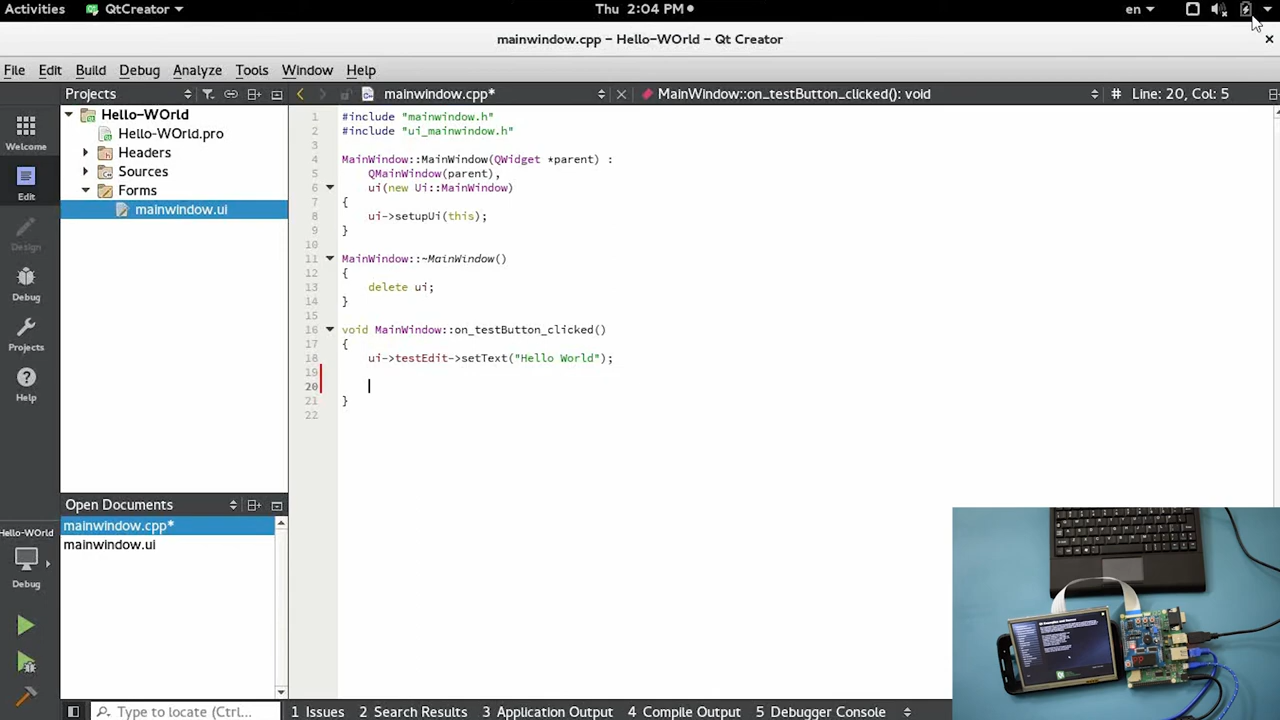 Activities QtCreator Thu 2:04 PM en
mainwindow.cpp – Hello-WOrld – Qt Creator
File Edit Build Debug Analyze Tools Window Help
Projects mainwindow.cpp* MainWindow::on_testButton_clicked(): void # Line: 20, Col: 5
Welcome
Edit
Design
Debug
Projects
Help
Hello-WOrld
Debug
Hello-WOrld
Hello-WOrld.pro
Headers
Sources
Forms
mainwindow.ui
Open Documents
mainwindow.cpp*
mainwindow.ui
1 #include "mainwindow.h"
2 #include "ui_mainwindow.h"
3
4 MainWindow::MainWindow(QWidget *parent) :
5 QMainWindow(parent),
6 ui(new Ui::MainWindow)
7 {
8 ui->setupUi(this);
9 }
10
11 MainWindow::~MainWindow()
12 {
13 delete ui;
14 }
15
16 void MainWindow::on_testButton_clicked()
17 {
18 ui->testEdit->setText("Hello World");
19
20
21 }
22
Type to locate (Ctrl... 1 Issues 2 Search Results 3 Application Output 4 Compile Output 5 Debugger Console